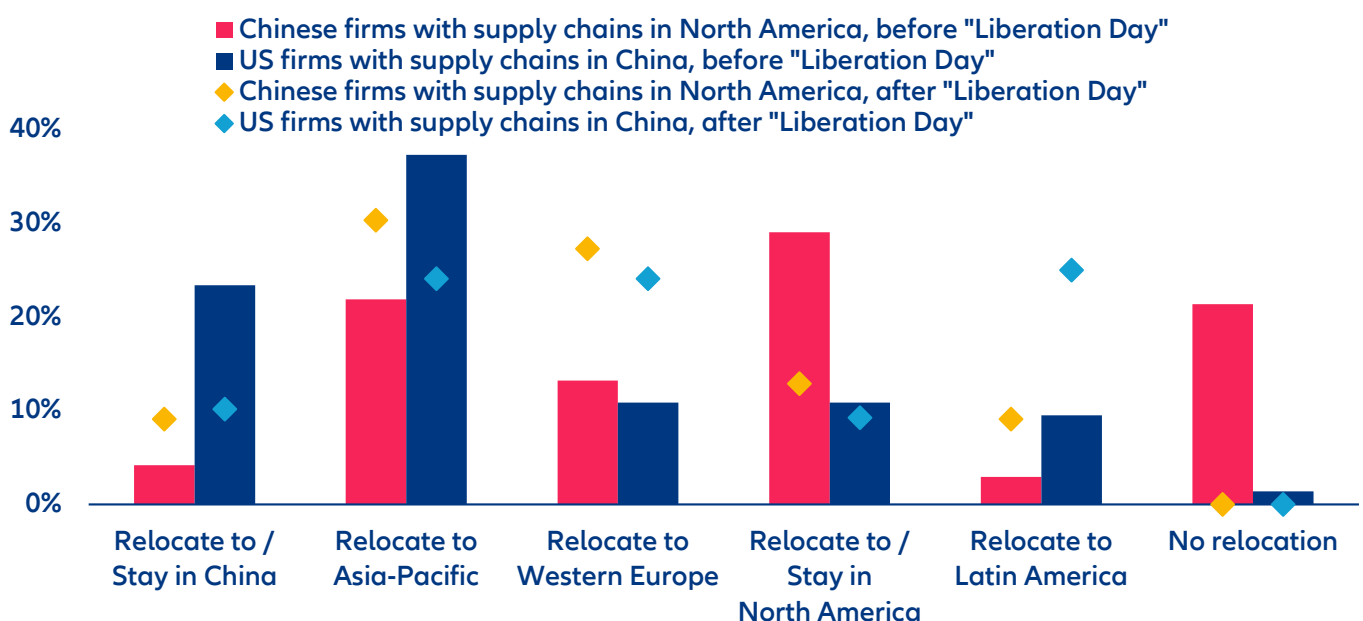 Chinese firms with supply chains in North America, before "Liberation Day"
US firms with supply chains in China, before "Liberation Day"
Chinese firms with supply chains in North America, after "Liberation Day"
US firms with supply chains in China, after "Liberation Day"
40%
30%
20%
10%
0%
Relocate to /
Stay in China
Relocate to
Asia-Pacific
Relocate to
Western Europe
Relocate to /
Stay in
North America
Relocate to
Latin America
No relocation